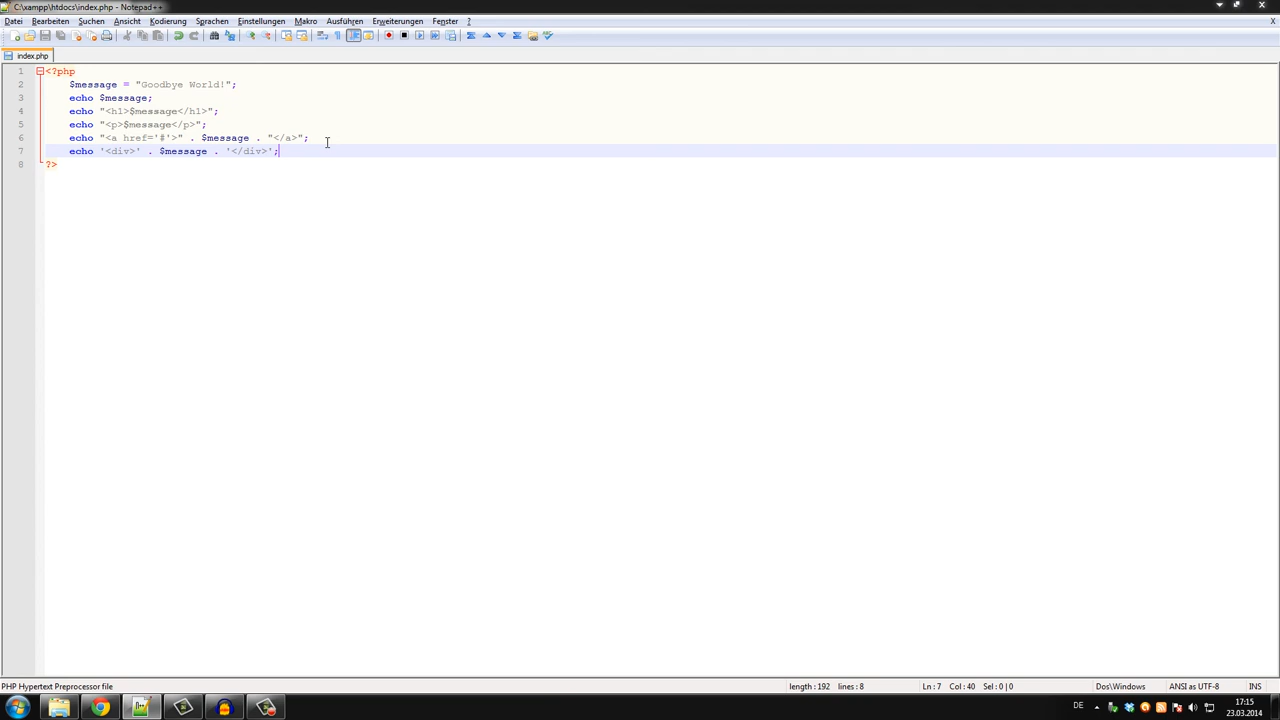 C:\xampp\htdocs\index.php - Notepad++
Datei Bearbeiten Suchen Ansicht Kodierung Sprachen Einstellungen Makro Ausführen Erweiterungen Fenster ? X
index.php
1 <?php
2 $message = "Goodbye World!";
3 echo $message;
4 echo "<h1>$message</h1>";
5 echo "<p>$message</p>";
6 echo "<a href='#'>" . $message . "</a>";
7 echo '<div>' . $message . '</div>';
8 ?>
PHP Hypertext Preprocessor file length : 192 lines : 8 Ln : 7 Col : 40 Sel : 0 | 0 Dos\Windows ANSI as UTF-8 INS
DE 17:15
23.03.2014